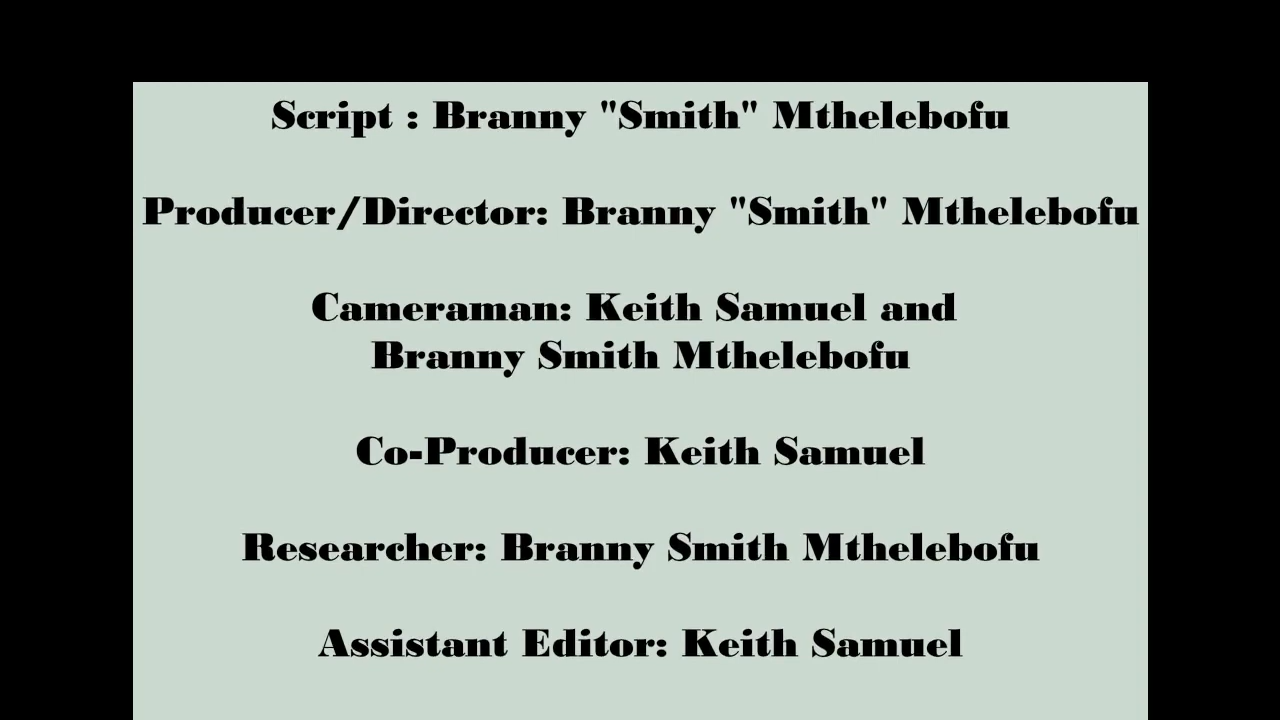 Script : Branny "Smith" Mthelebofu
Producer/Director: Branny "Smith" Mthelebofu
Cameraman: Keith Samuel and
Branny Smith Mthelebofu
Co-Producer: Keith Samuel
Researcher: Branny Smith Mthelebofu
Assistant Editor: Keith Samuel